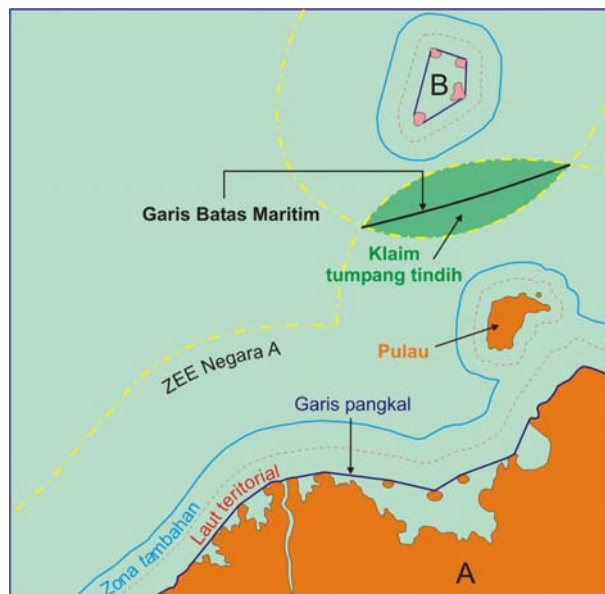 B
Garis Batas Maritim
Klaim
tumpang tindih
ZEE Negara A
Pulau
Garis pangkal
Laut teritorial
Zona tambahan
A